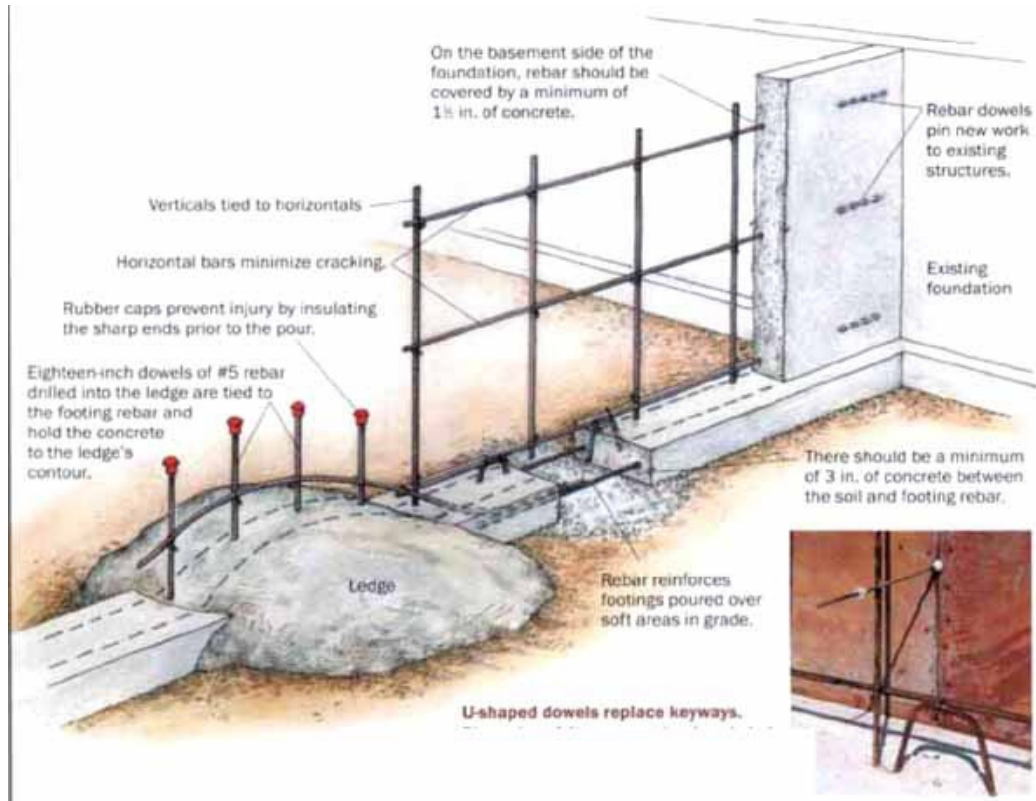 On the basement side of the
foundation, rebar should be
covered by a minimum of
1½ in. of concrete.
Rebar dowels
pin new work
to existing
structures.
Verticals tied to horizontals
Horizontal bars minimize cracking.
Existing
foundation
Rubber caps prevent injury by insulating
the sharp ends prior to the pour.
Eighteen-inch dowels of #5 rebar
drilled into the ledge are tied to
the footing rebar and
hold the concrete
to the ledge's
contour.
There should be a minimum
of 3 in. of concrete between
the soil and footing rebar.
Ledge
Rebar reinforces
footings poured over
soft areas in grade.
U-shaped dowels replace keyways.